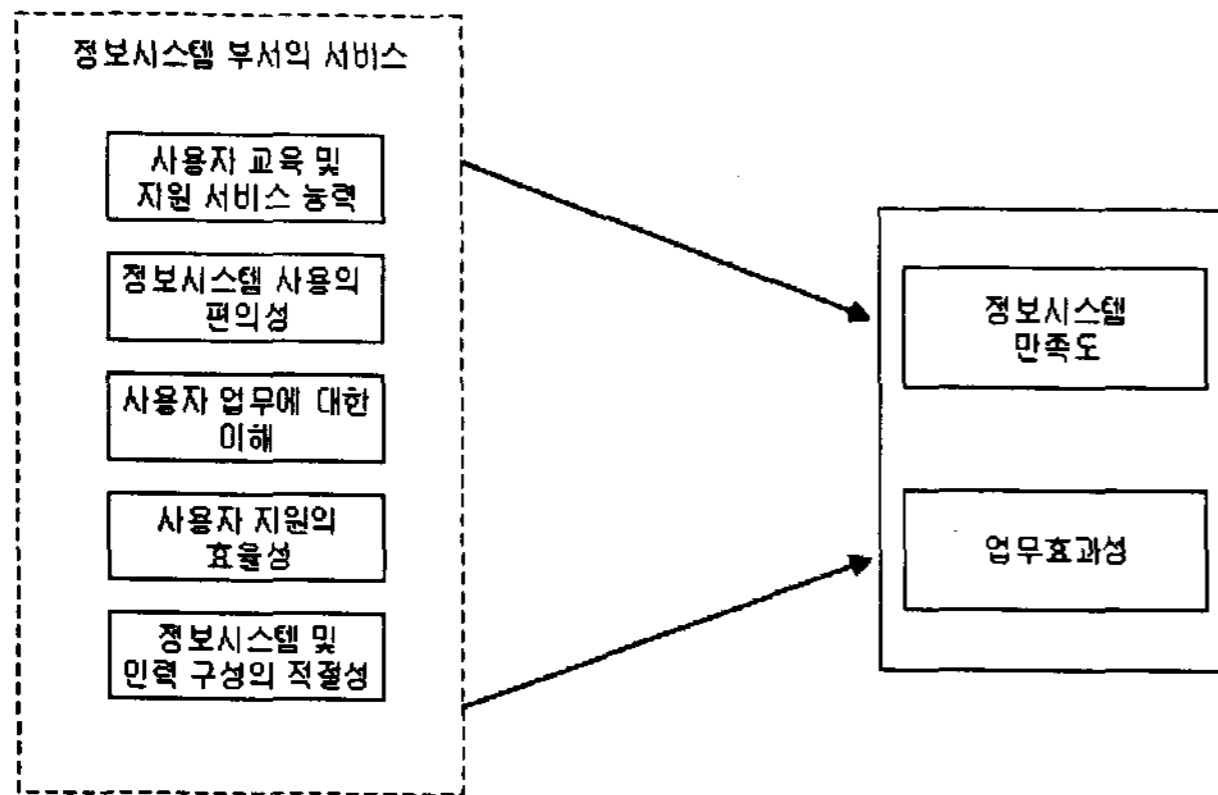 정보시스템 부서의 서비스
사용자 교육 및
지원 서비스 능력
정보시스템 사용의
편의성
사용자 업무에 대한
이해
사용자 지원의
효율성
정보시스템 및
인력 구성의 적절성
정보시스템
만족도
업무효과성